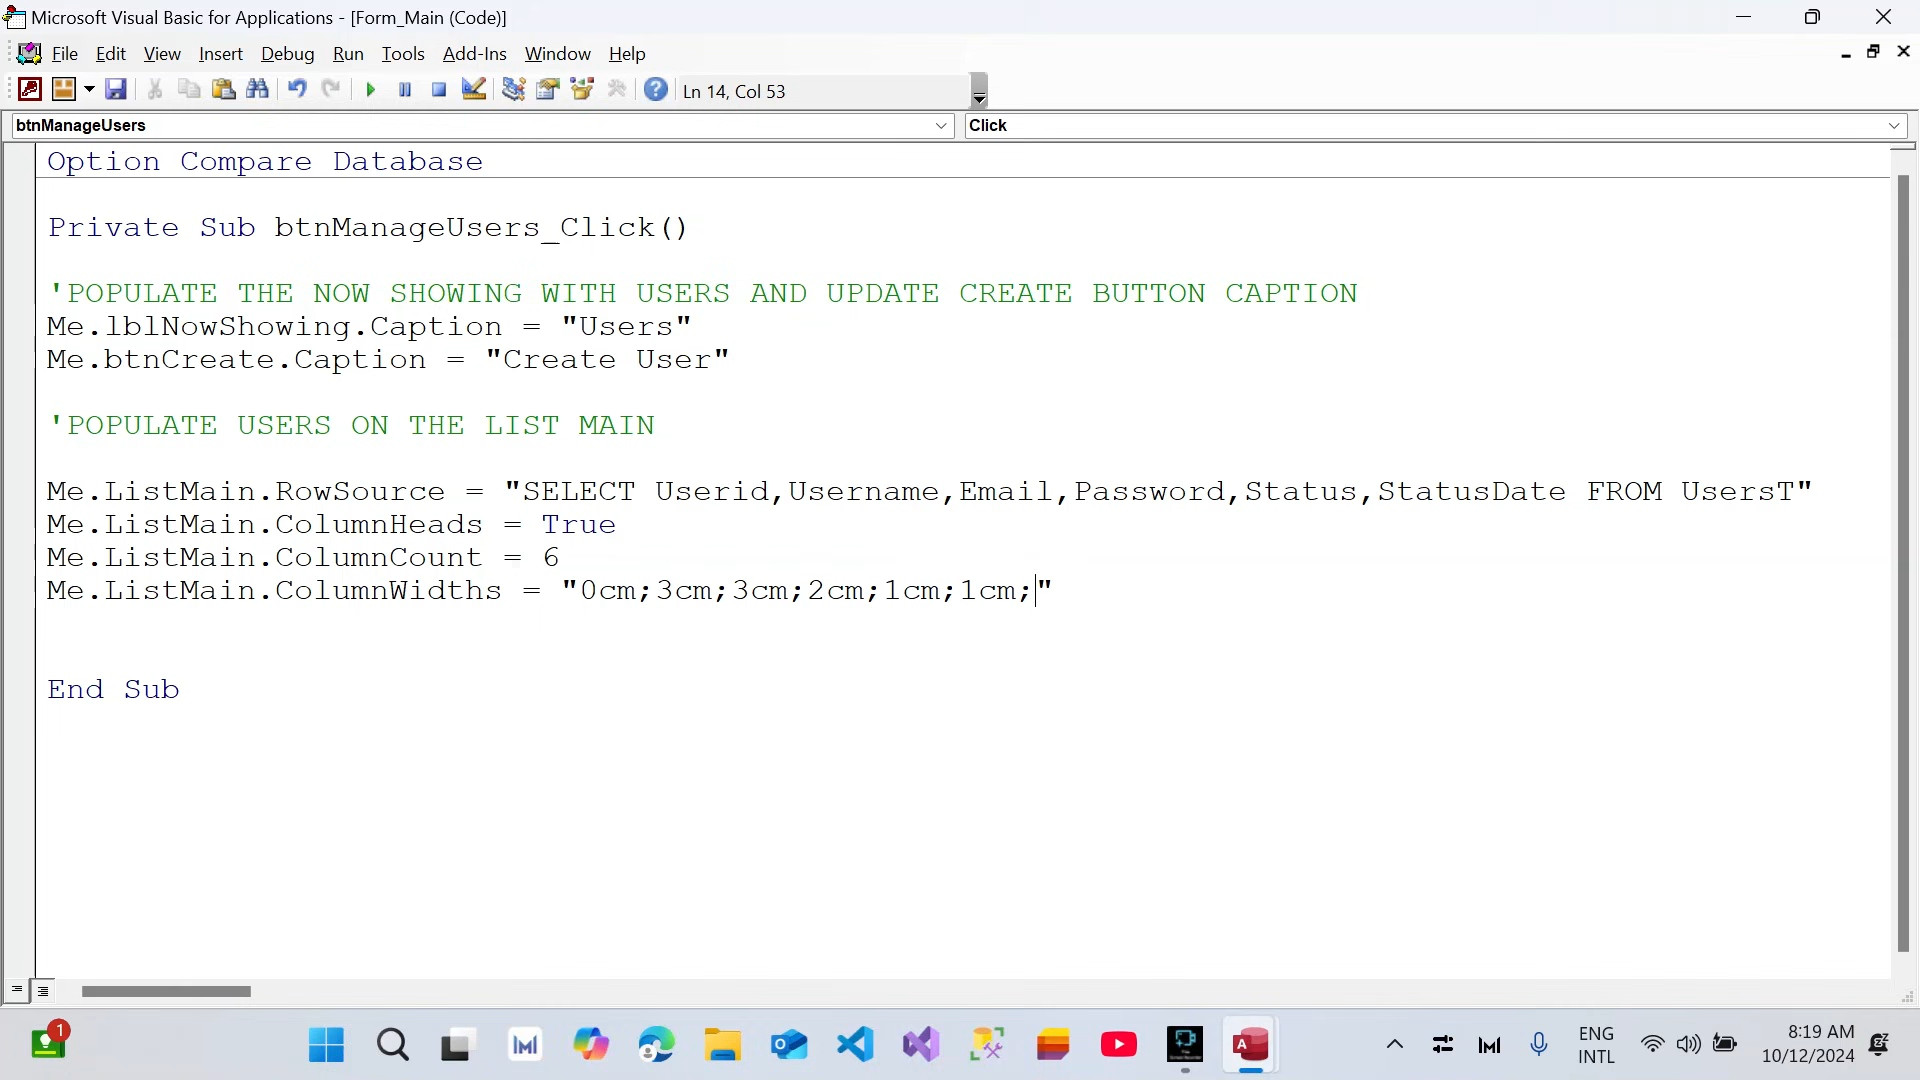 Microsoft Visual Basic for Applications - [Form_Main (Code)]
File Edit View Insert Debug Run Tools Add-Ins Window Help
Ln 14, Col 53
btnManageUsers
Click
Option Compare Database
Private Sub btnManageUsers_Click()
'POPULATE THE NOW SHOWING WITH USERS AND UPDATE CREATE BUTTON CAPTION
Me.lblNowShowing.Caption = "Users"
Me.btnCreate.Caption = "Create User"
'POPULATE USERS ON THE LIST MAIN
Me.ListMain.RowSource = "SELECT Userid,Username,Email,Password,Status,StatusDate FROM UsersT"
Me.ListMain.ColumnHeads = True
Me.ListMain.ColumnCount = 6
Me.ListMain.ColumnWidths = "0cm;3cm;3cm;2cm;1cm;1cm;"
End Sub
1
ENG
INTL
8:19 AM
10/12/2024